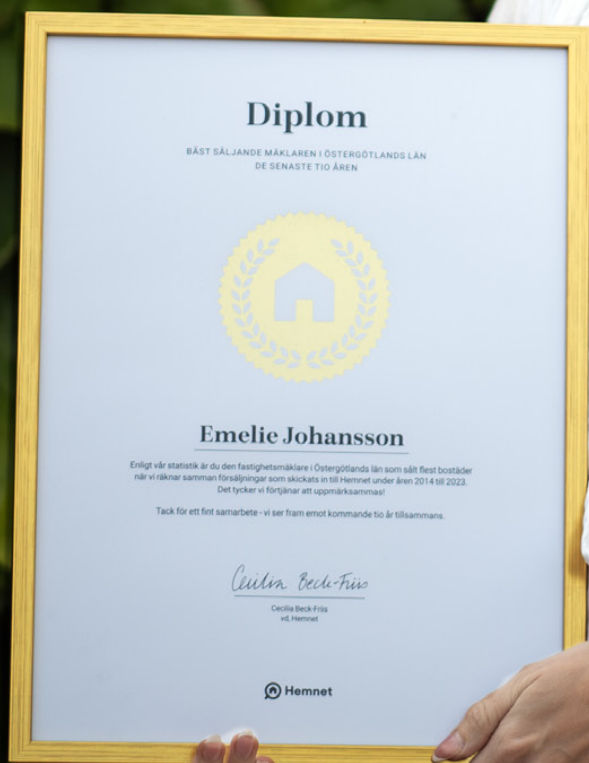 Diplom
BÄST SÄLJANDE MÄKLAREN I ÖSTERGÖTLANDS LÄN
DE SENASTE TIO ÅREN
Emelie Johansson
Enligt vår statistik är du den fastighetsmäklare i Östergötlands län som sålt flest bostäder
när vi räknar samman försäljningar som skickats in till Hemnet under åren 2014 till 2023.
Det tycker vi förtjänar att uppmärksammas!
Tack för ett fint samarbete - vi ser fram emot kommande tio år tillsammans.
Cecilia Beck-Friis
Cecilia Beck-Friis
vd, Hemnet
Hemnet